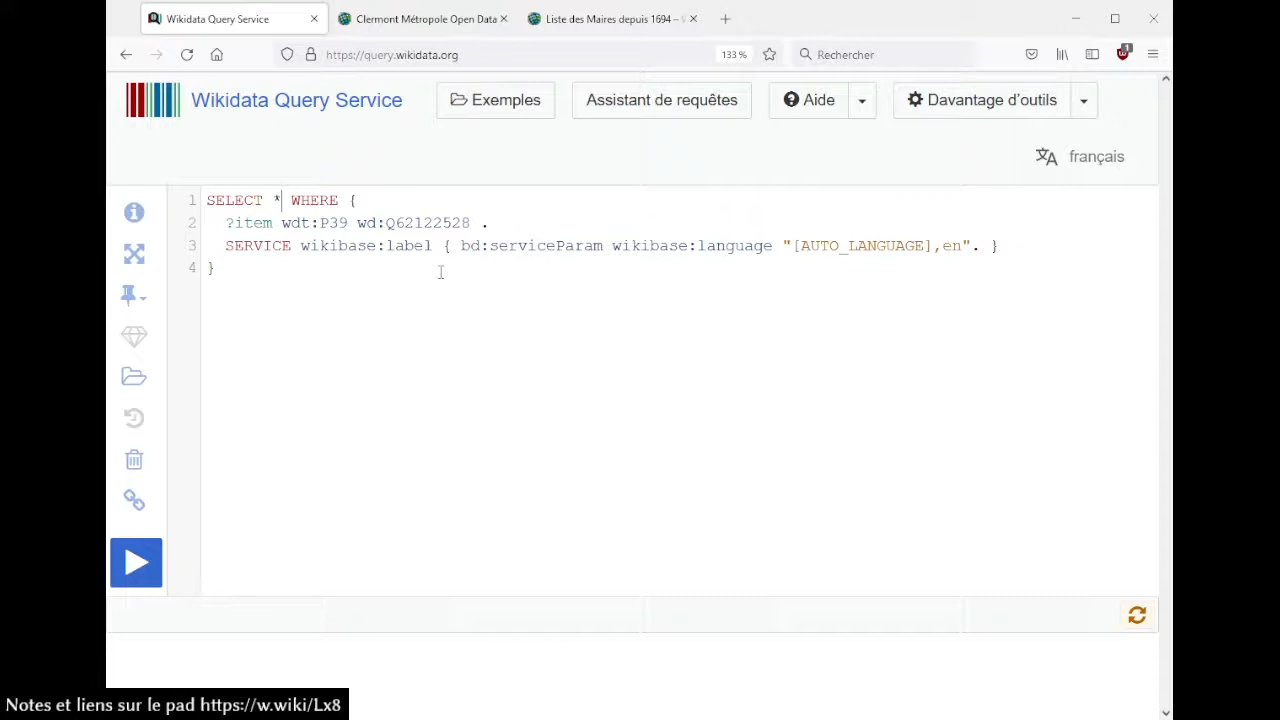 Wikidata Query Service
Clermont Métropole Open Data
Liste des Maires depuis 1694 –
https://query.wikidata.org
133 %
Rechercher
1
Wikidata Query Service
Exemples
Assistant de requêtes
Aide
Davantage d'outils
français
1 SELECT * WHERE {
2 ?item wdt:P39 wd:Q62122528 .
3 SERVICE wikibase:label { bd:serviceParam wikibase:language "[AUTO_LANGUAGE],en". }
4 }
Notes et liens sur le pad https://w.wiki/Lx8